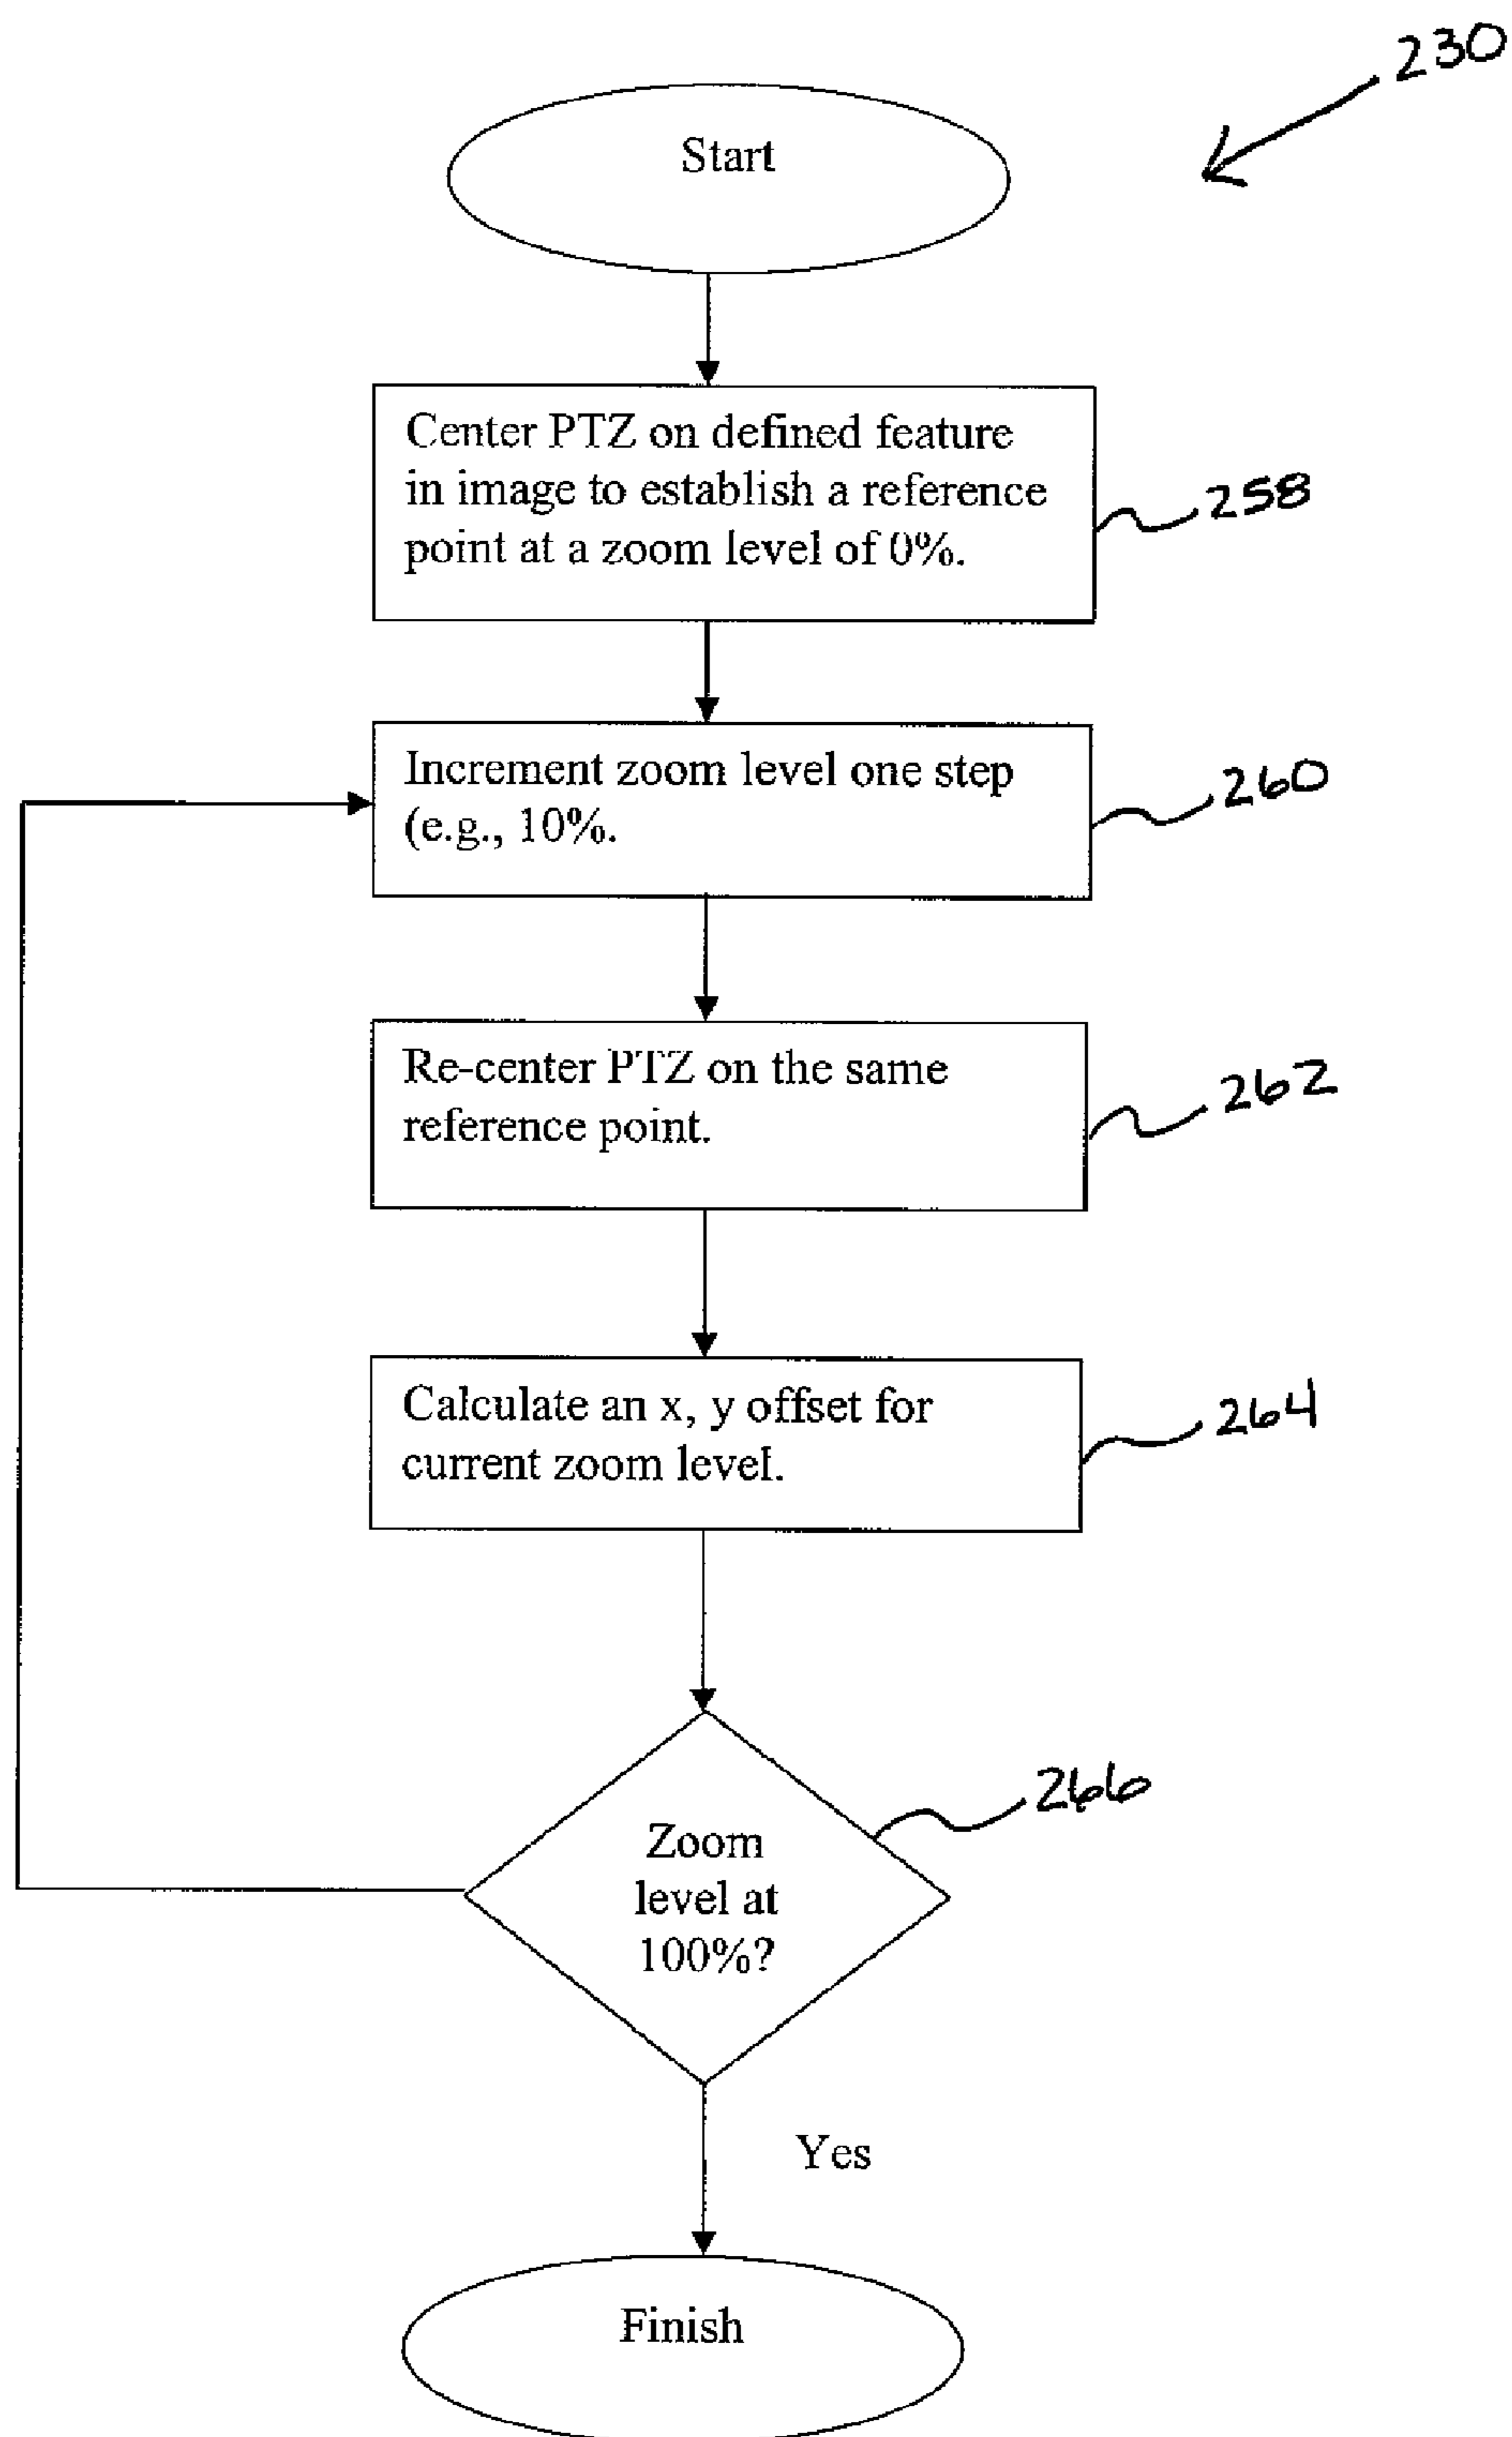 230
Start
Center PTZ on defined feature
in image to establish a reference
point at a zoom level of 0%.
258
Increment zoom level one step
(e.g., 10%.
260
Re-center PTZ on the same
reference point.
262
Calculate an x, y offset for
current zoom level.
264
266
Zoom
level at
100%?
Yes
Finish